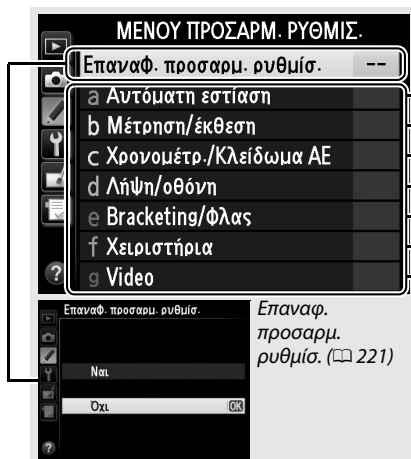 ΜΕΝΟΥ ΠΡΟΣΑΡΜ. ΡΥΘΜΙΣ.
ΕπαναΦ. προσαρμ. ρυθμίσ. --
a Αυτόματη εστίαση
b Μέτρηση/έκθεση
c Χρονομέτρ./Κλείδωμα AE
d Λήψη/οθόνη
e Bracketing/Φλας
f Χειριστήρια
g Video
?
ΕπαναΦ. προσαρμ. ρυθμίσ.
Ναι
Όχι OK
?
Επαναφ.
προσαρμ.
ρυθμίσ. (📖 221)